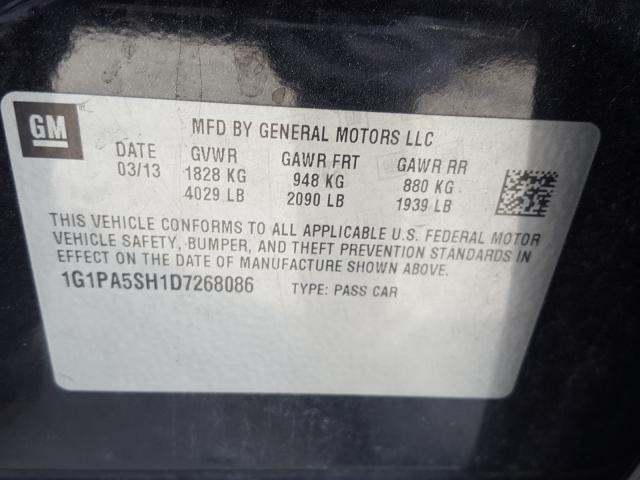 GM
MFD BY GENERAL MOTORS LLC
DATE GVWR GAWR FRT GAWR RR
03/13 1828 KG 948 KG 880 KG
4029 LB 2090 LB 1939 LB
THIS VEHICLE CONFORMS TO ALL APPLICABLE U.S. FEDERAL MOTOR
VEHICLE SAFETY, BUMPER, AND THEFT PREVENTION STANDARDS IN
EFFECT ON THE DATE OF MANUFACTURE SHOWN ABOVE.
1G1PA5SH1D7268086 TYPE: PASS CAR